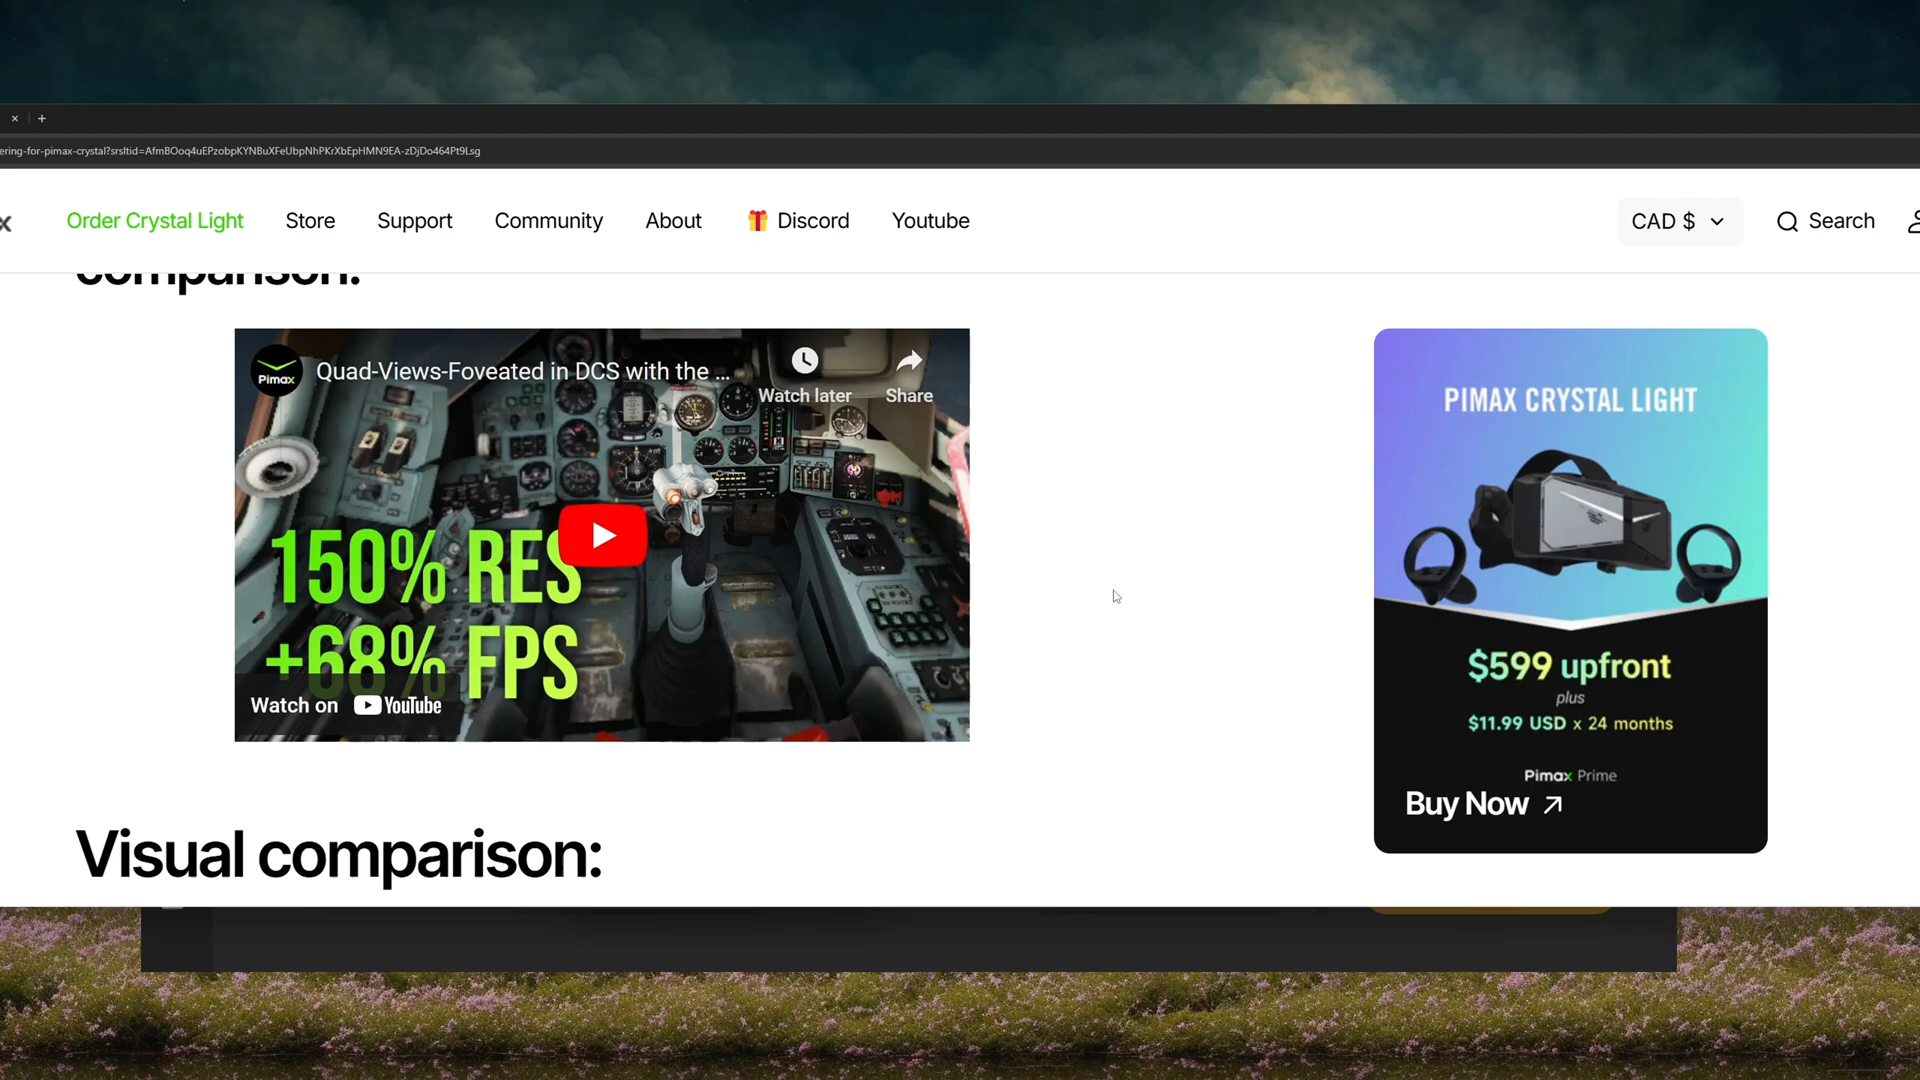 × +
ering-for-pimax-crystal?srsltid=AfmBOoq4uEPzobpKYNBuXFeUbpNhPKrXbEpHMN9EA-zDjDo464Pt9Lsg
x Order Crystal Light Store Support Community About Discord Youtube CAD $ Search
comparison:
Pimax Quad-Views-Foveated in DCS with the ...
Watch later Share
150% RES
+68% FPS
Watch on YouTube
PIMAX CRYSTAL LIGHT
$599 upfront
plus
$11.99 USD x 24 months
Pimax Prime
Buy Now
Visual comparison: